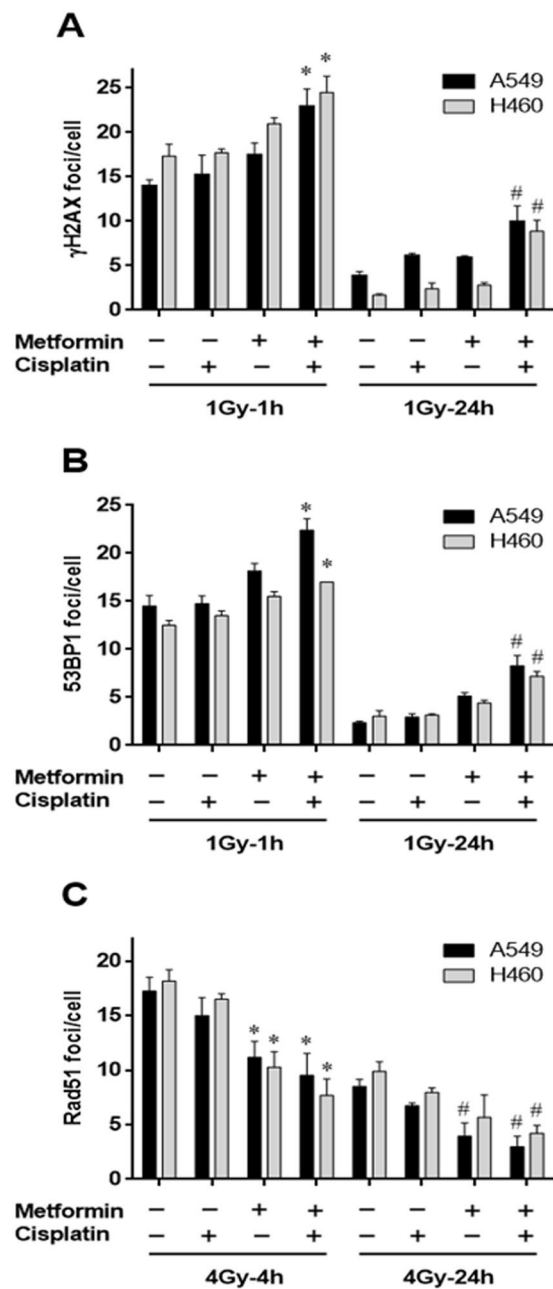 A
* *
25
20
15
10
5
0
γH2AX foci/cell
A549
H460
# #
Metformin − − + + − − + +
Cisplatin − + − + − + − +
1Gy-1h 1Gy-24h
B
25
20
15
10
5
0
53BP1 foci/cell
A549
H460
* *
# #
Metformin − − + + − − + +
Cisplatin − + − + − + − +
1Gy-1h 1Gy-24h
C
20
15
10
5
0
Rad51 foci/cell
A549
H460
* * * *
# # #
Metformin − − + + − − + +
Cisplatin − + − + − + − +
4Gy-4h 4Gy-24h